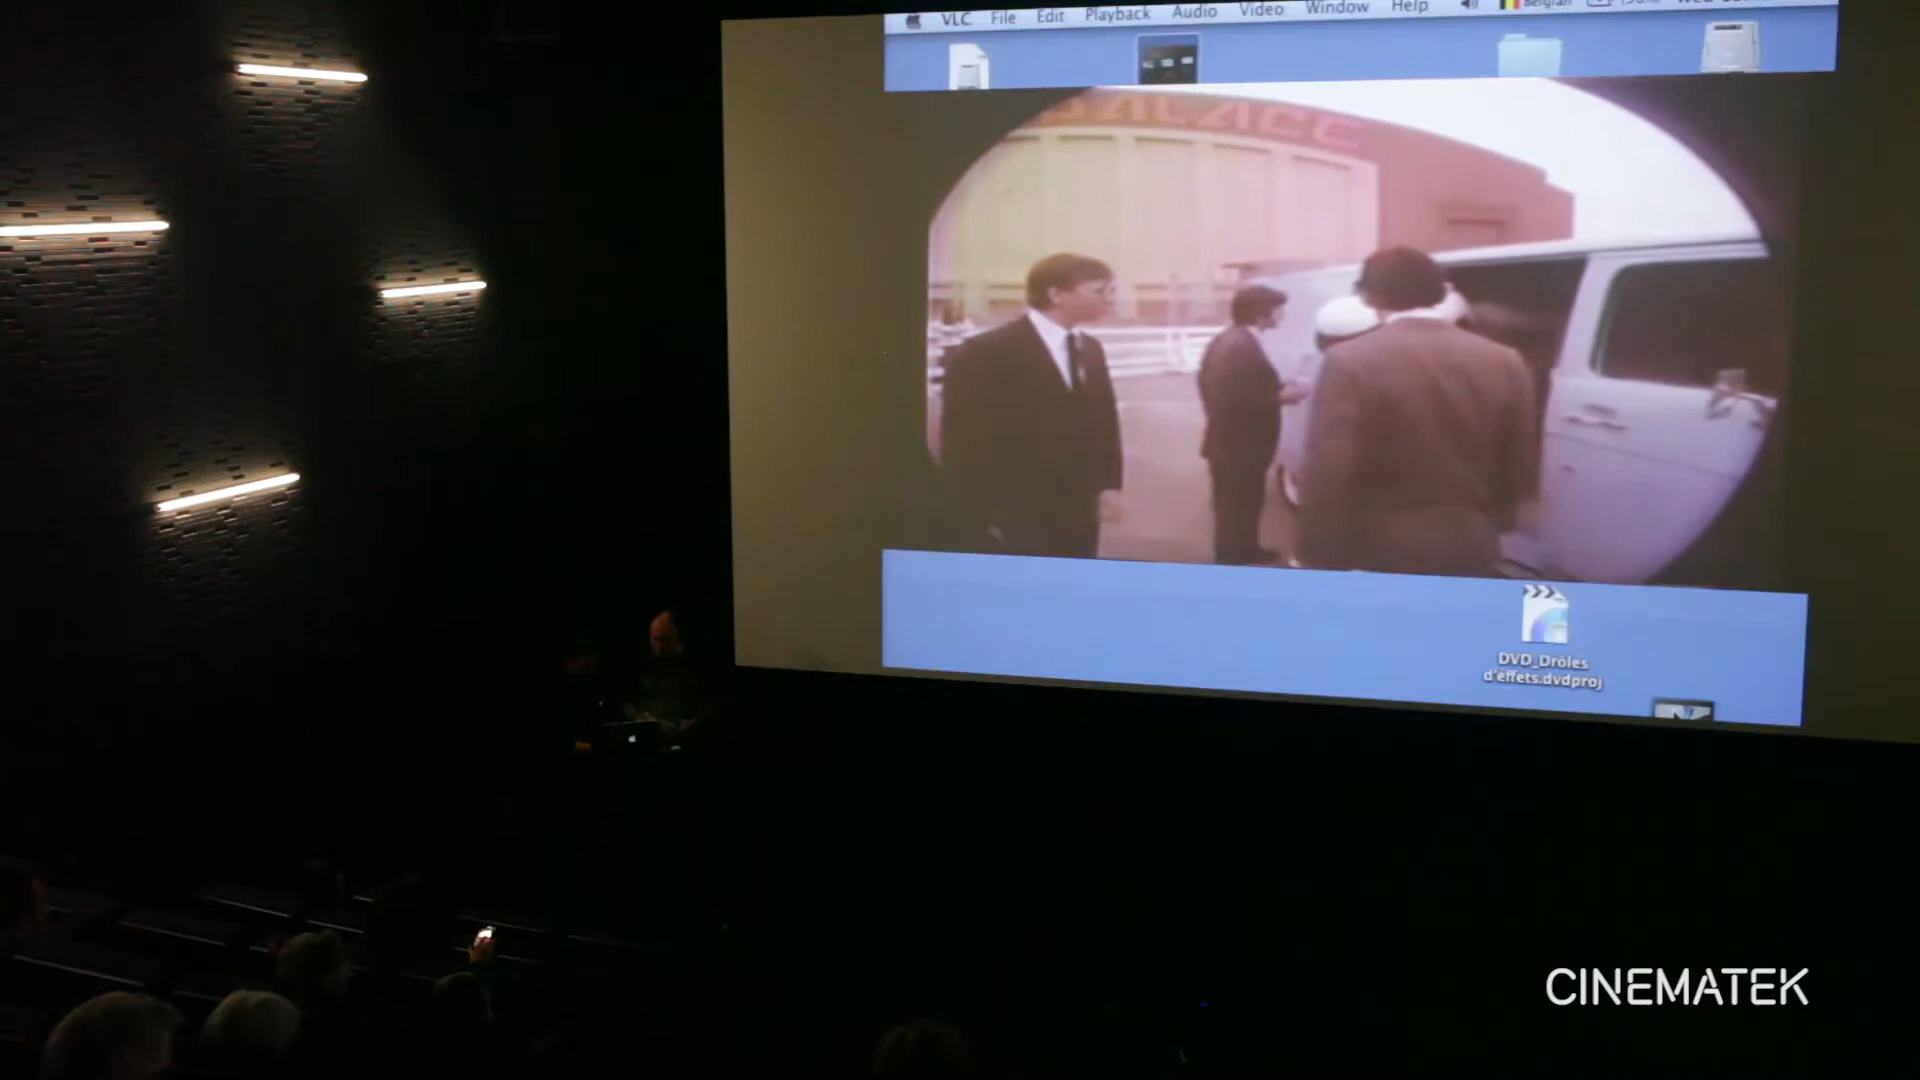 VLC File Edit Playback Audio Video Window Help Belgian
PALACE
DVD_Drôles
d'effets.dvdproj
CINEMATEK